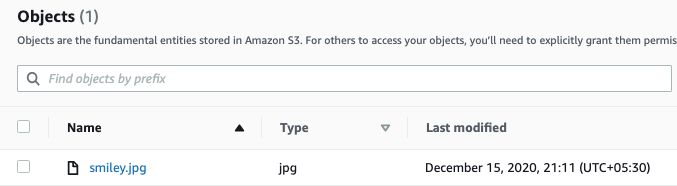 Objects (1)
Objects are the fundamental entities stored in Amazon S3. For others to access your objects, you'll need to explicitly grant them permis
Find objects by prefix
Name Type Last modified
smiley.jpg jpg December 15, 2020, 21:11 (UTC+05:30)